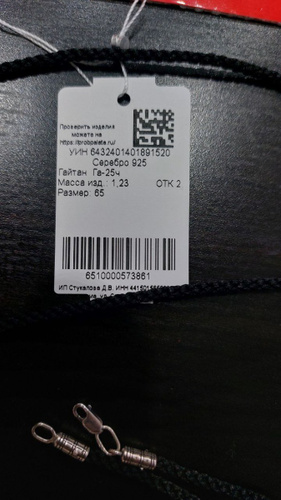 Проверить изделия
можете на
https://probpalata.ru/
УИН 6432401401891520
Серебро 925
Гайтан Га-25ч
Масса изд.: 1,23 ОТК 2
Размер: 65
6510000573861
ИП Стукалова Д.В. ИНН